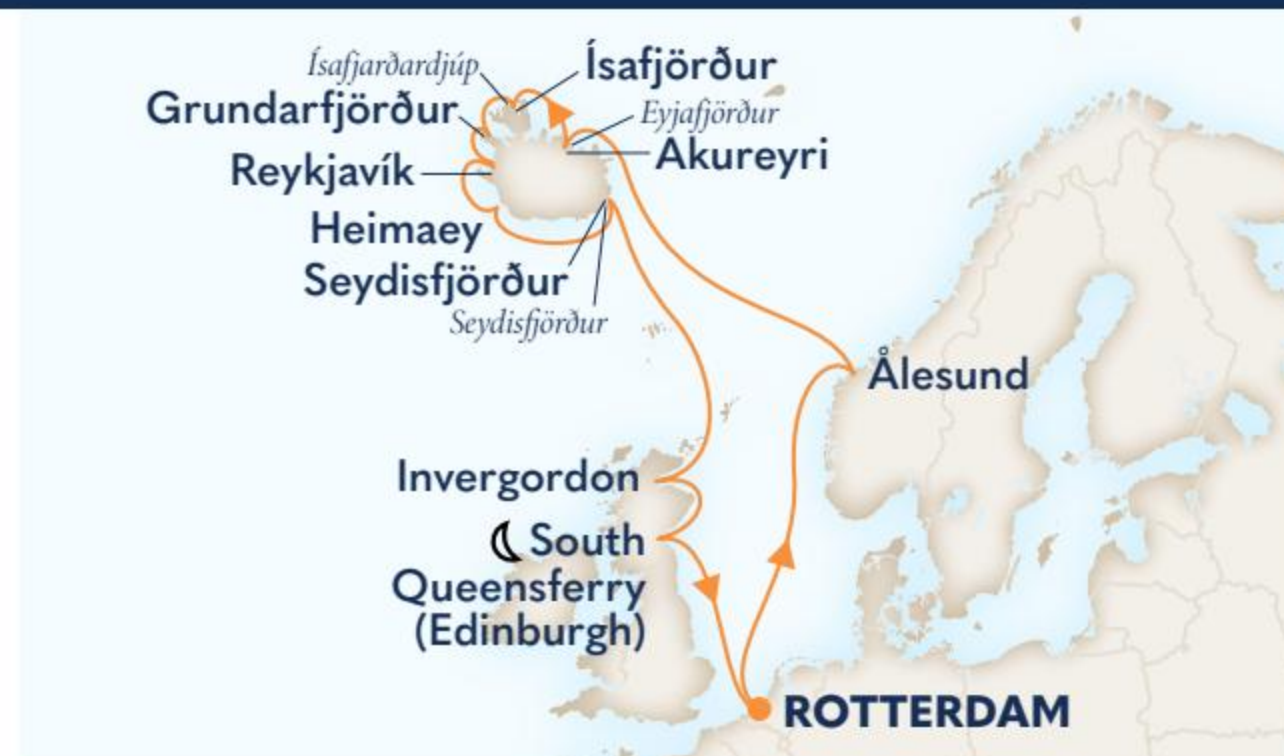 Ísafjarðardjúp
Ísafjörður
Grundarfjörður
Eyjafjörður
Akureyri
Reykjavík
Heimaey
Seydisfjörður
Seydisfjörður
Ålesund
Invergordon
South
Queensferry
(Edinburgh)
ROTTERDAM